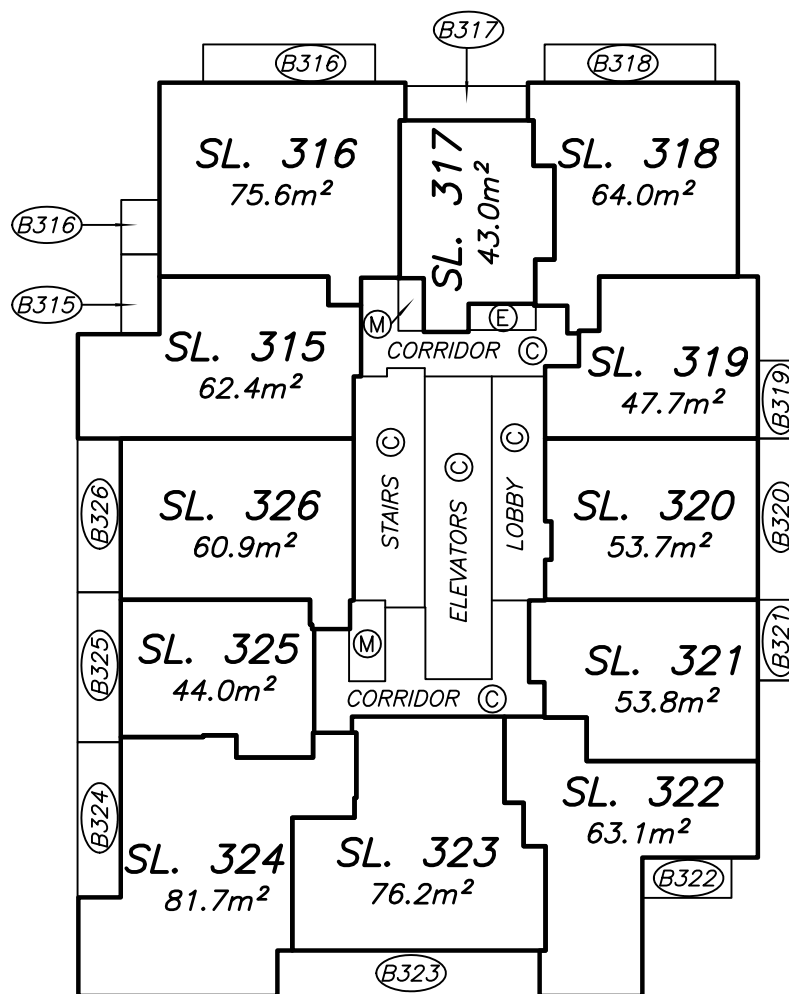 B317
B316
B318
SL. 316
75.6m²
SL. 317
43.0m²
SL. 318
64.0m²
B316
B315
M
E
CORRIDOR C
SL. 315
62.4m²
SL. 319
47.7m²
B319
STAIRS C
ELEVATORS C
LOBBY C
B326
SL. 326
60.9m²
SL. 320
53.7m²
B320
B325
SL. 325
44.0m²
M
SL. 321
53.8m²
B321
CORRIDOR C
B324
SL. 324
81.7m²
SL. 323
76.2m²
SL. 322
63.1m²
B322
B323